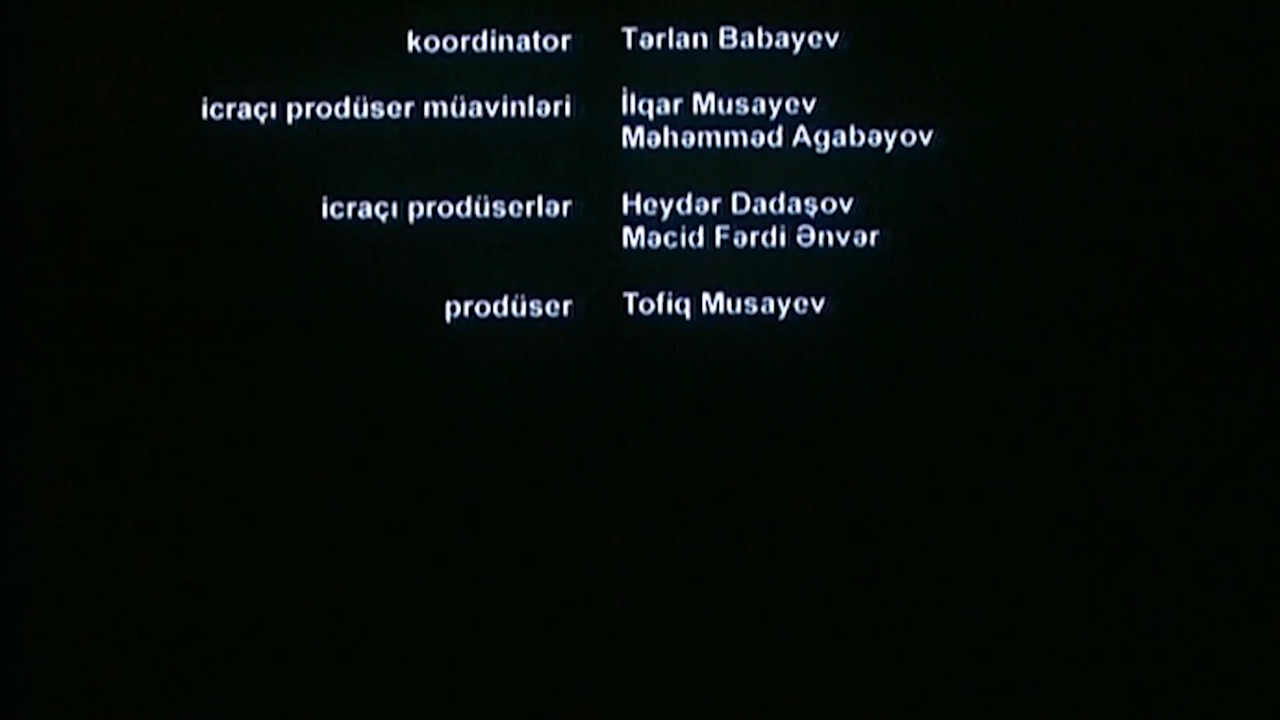 koordinator Tərlan Babayev
icraçı prodüser müavinləri İlqar Musayev
Məhəmməd Agabəyov
icraçı prodüserlər Heydər Dadaşov
Məcid Fərdi Ənvər
prodüser Tofiq Musayev